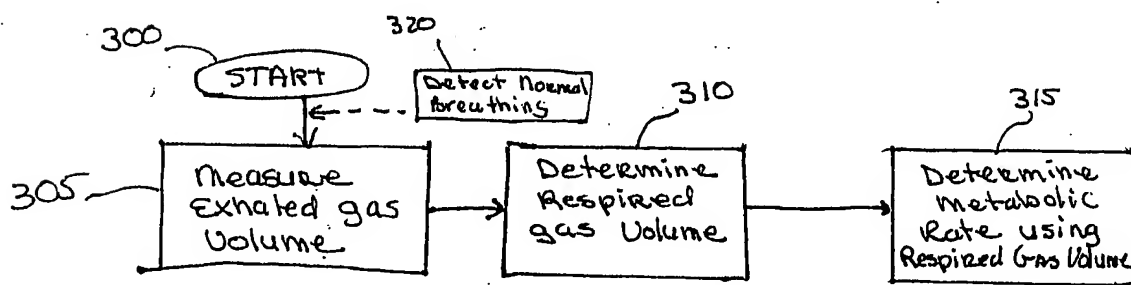 300
START
320
Detect Normal
Breathing
305
Measure
Exhaled gas
Volume
310
Determine
Respired
gas Volume
315
Determine
Metabolic
Rate using
Respired GAS Volume